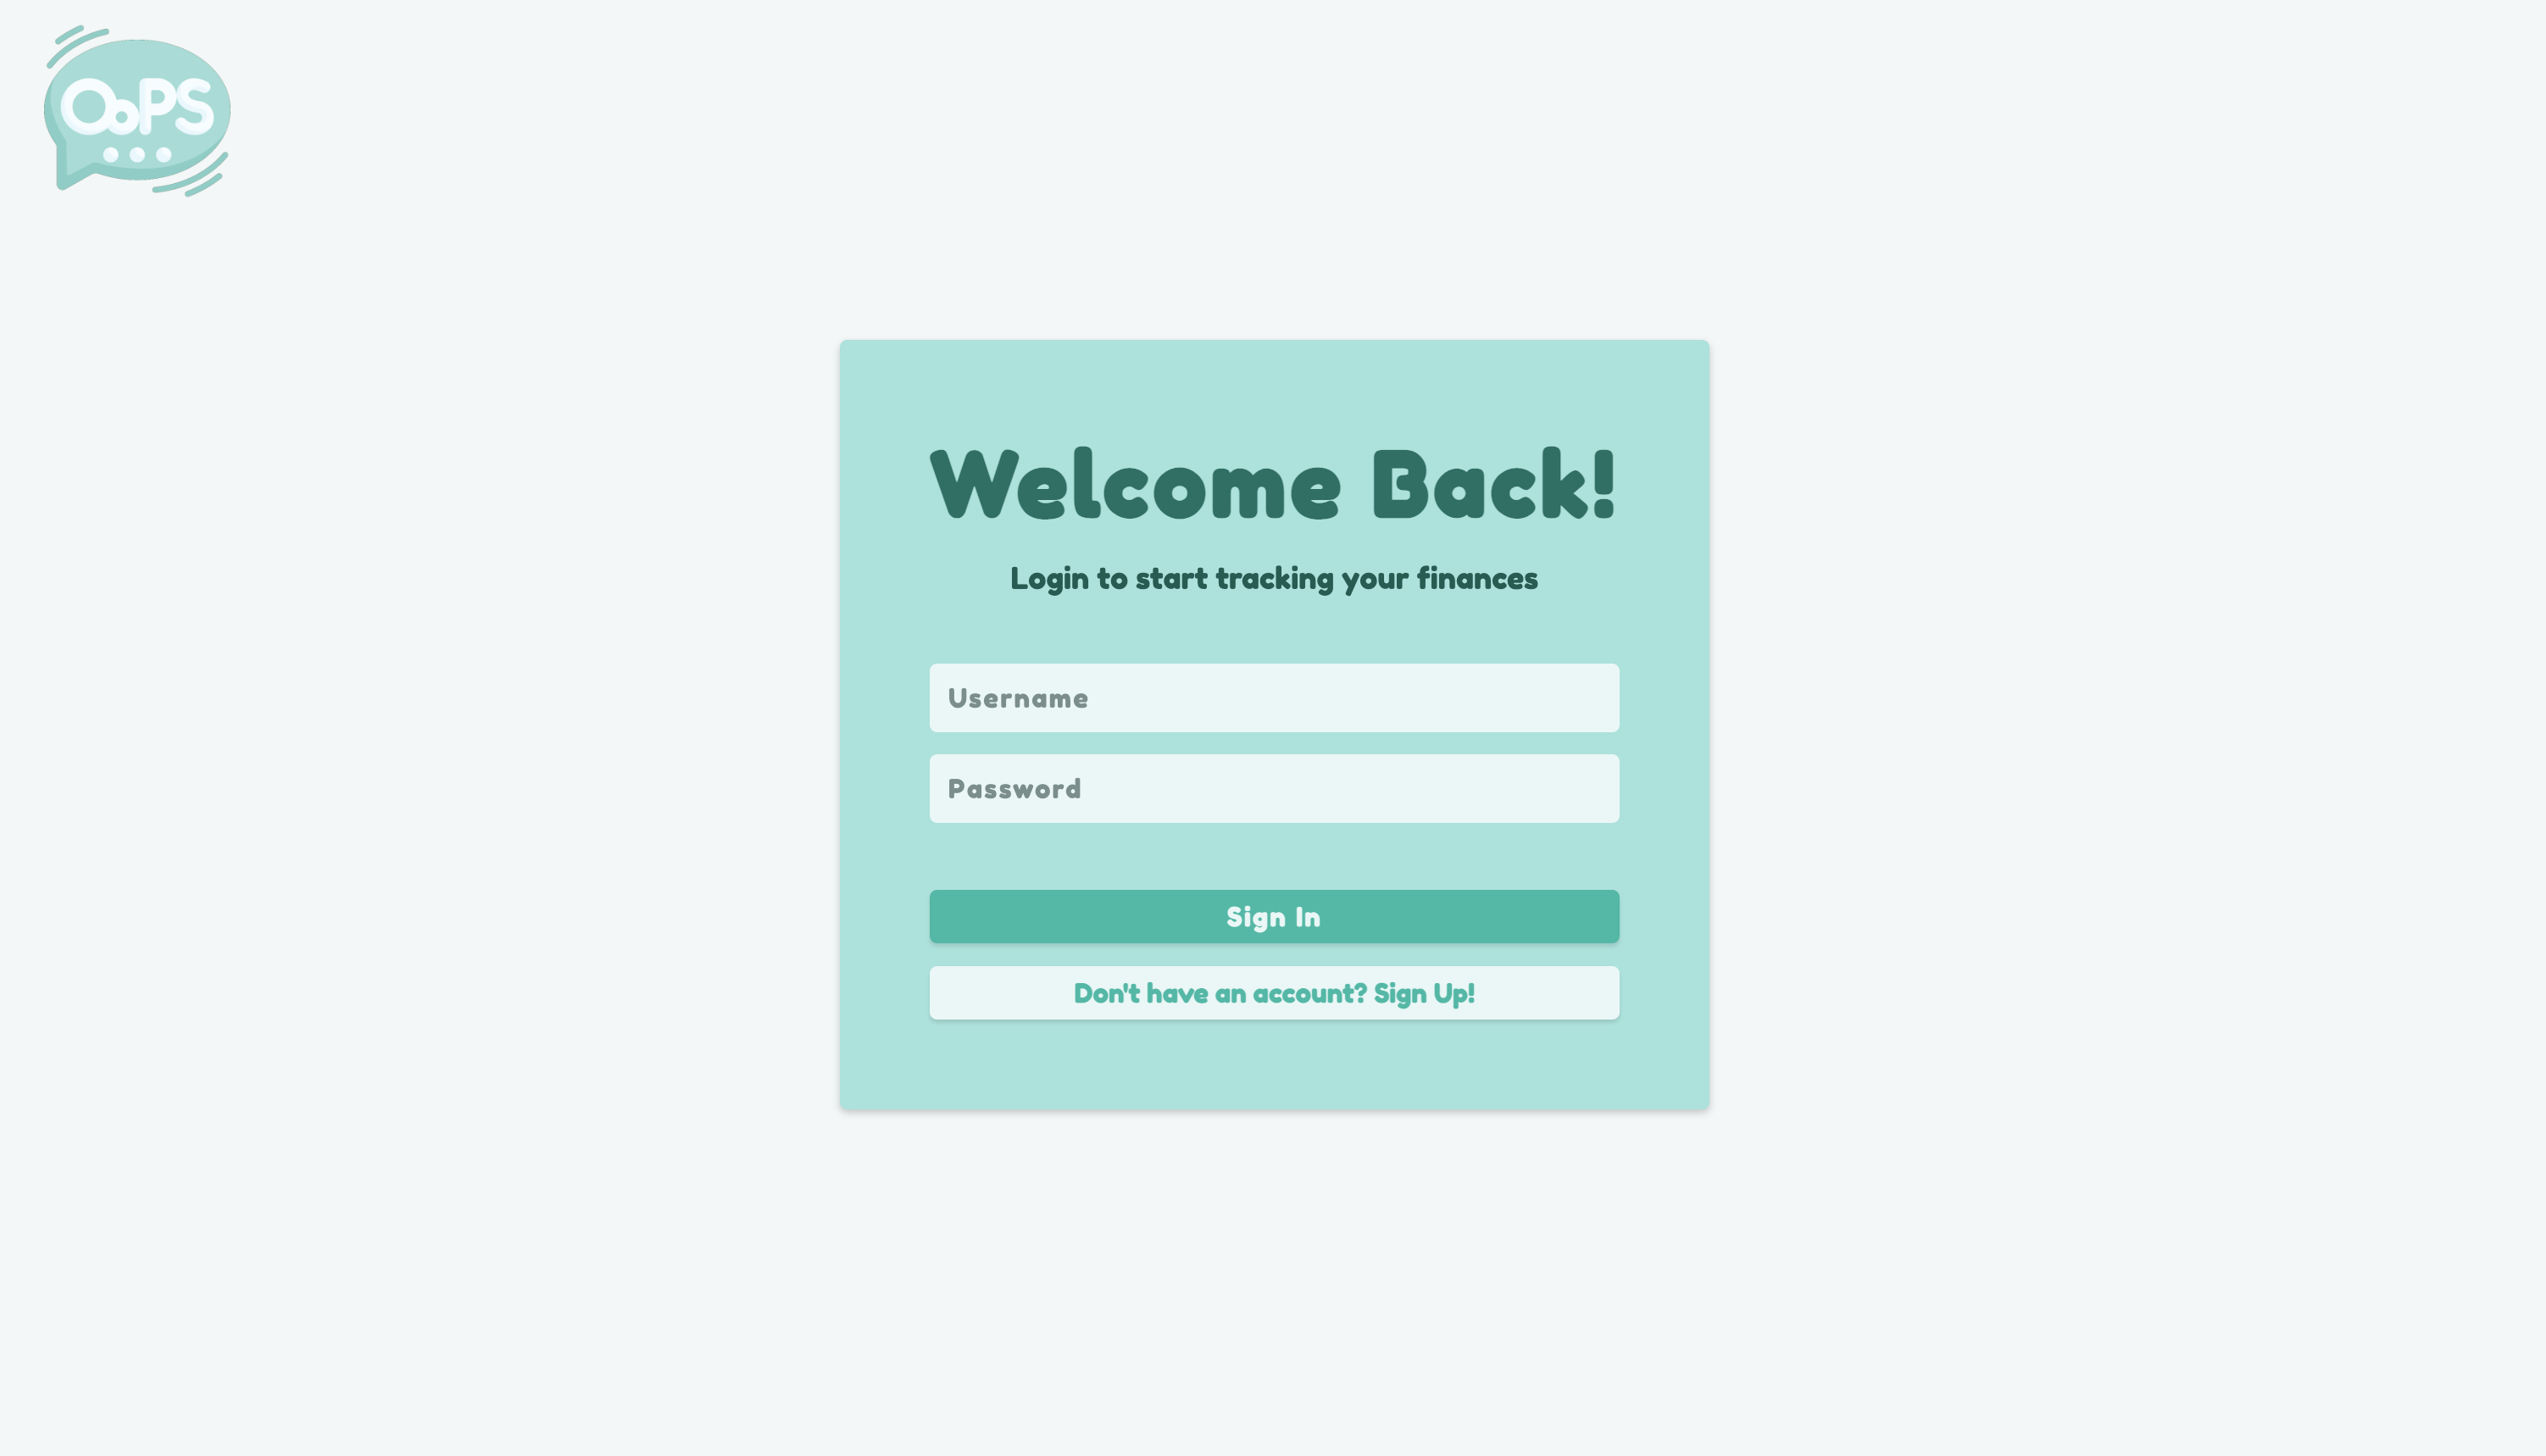 OoPS
Welcome Back!
Login to start tracking your finances
Username
Password
Sign In
Don't have an account? Sign Up!